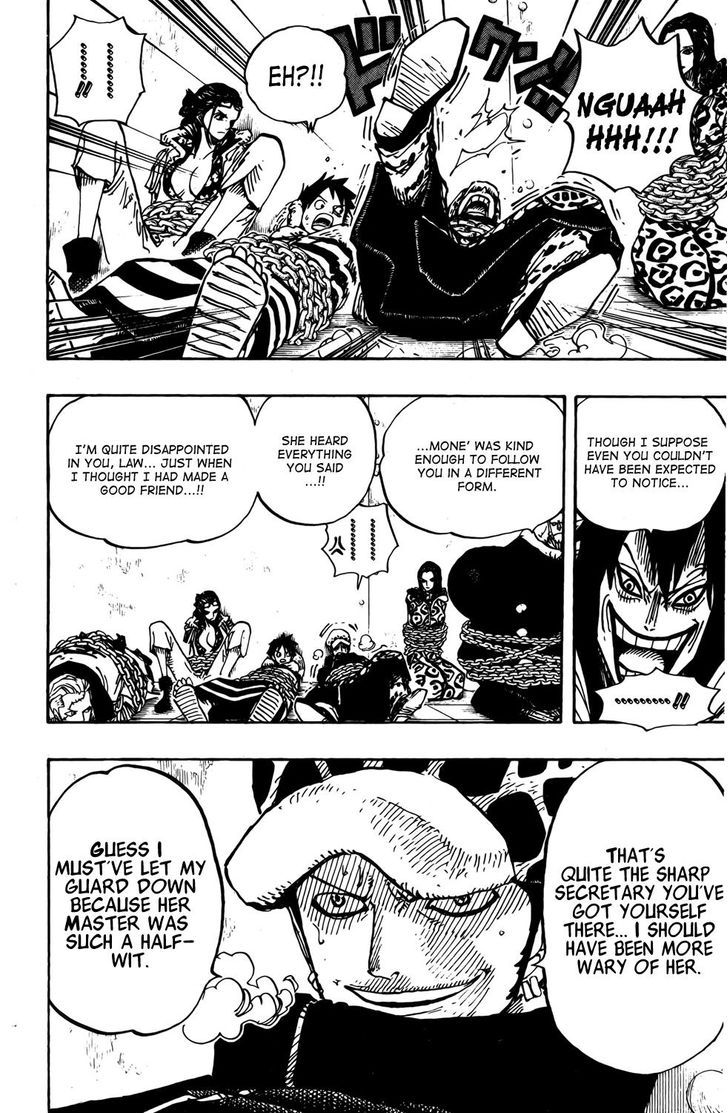 NGUAAH
HHH!!!
ドクン!!
EH?!!
......!!
THOUGH I SUPPOSE
EVEN YOU COULDN'T
HAVE BEEN EXPECTED
TO NOTICE...
............!!
...MONE' WAS KIND
ENOUGH TO FOLLOW
YOU IN A DIFFERENT
FORM.
SHE HEARD
EVERYTHING
YOU SAID
...!!
I'M QUITE DISAPPOINTED
IN YOU, LAW... JUST WHEN
I THOUGHT I HAD MADE A
GOOD FRIEND...!!
THAT'S
QUITE THE SHARP
SECRETARY YOU'VE
GOT YOURSELF
THERE... I SHOULD
HAVE BEEN MORE
WARY OF HER.
GUESS I
MUST'VE LET MY
GUARD DOWN
BECAUSE HER
MASTER WAS
SUCH A HALF-
WIT.